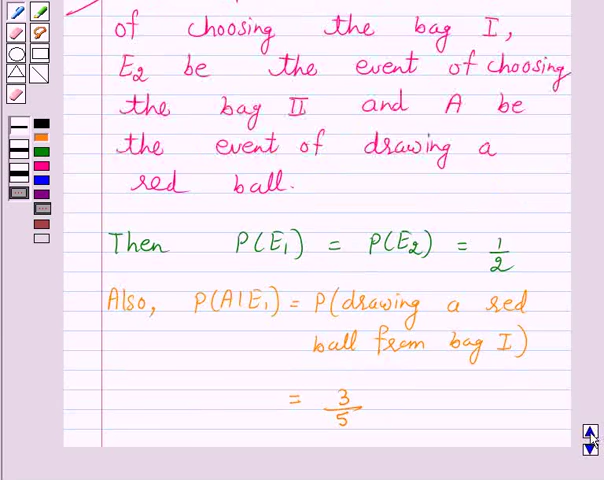 of choosing the bag I,
E2 be the event of choosing
the bag II and A be
the event of drawing a
red ball.
Then P(E1) = P(E2) = 1/2
Also, P(A|E1) = P(drawing a red
ball from bag I)
= 3/5